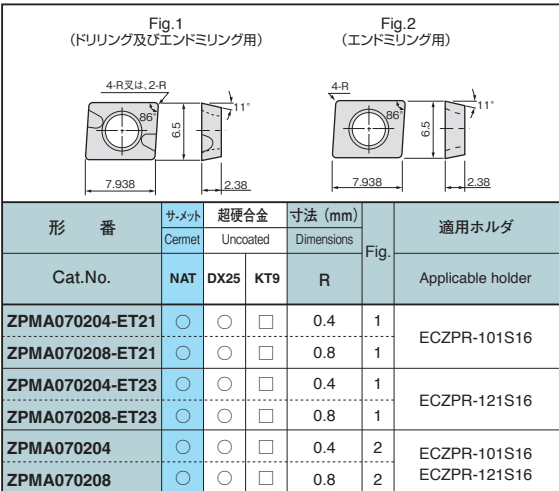 Fig.1
(ドリリング及びエンドミリング用)
Fig.2
(エンドミリング用)
4-R又は、2-R
86°
6.5
11°
7.938
2.38
4-R
86°
6.5
11°
7.938
2.38
形 番 サーメット 超硬合金 寸法 (mm) Fig. 適用ホルダ
Cermet Uncoated Dimensions
Cat.No. NAT DX25 KT9 R Applicable holder
ZPMA070204-ET21 ○ ○ □ 0.4 1 ECZPR-101S16
ZPMA070208-ET21 ○ ○ □ 0.8 1
ZPMA070204-ET23 ○ ○ □ 0.4 1 ECZPR-121S16
ZPMA070208-ET23 ○ ○ □ 0.8 1
ZPMA070204 ○ ○ □ 0.4 2 ECZPR-101S16
ZPMA070208 ○ ○ □ 0.8 2 ECZPR-121S16